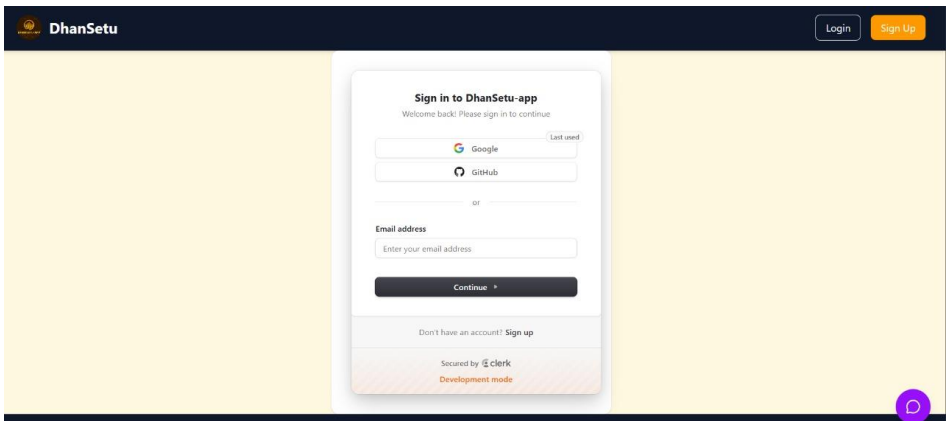 DhanSetu
Login
Sign Up
Sign in to DhanSetu-app
Welcome back! Please sign in to continue
Last used
Google
GitHub
or
Email address
Enter your email address
Continue
Don't have an account? Sign up
Secured by clerk
Development mode